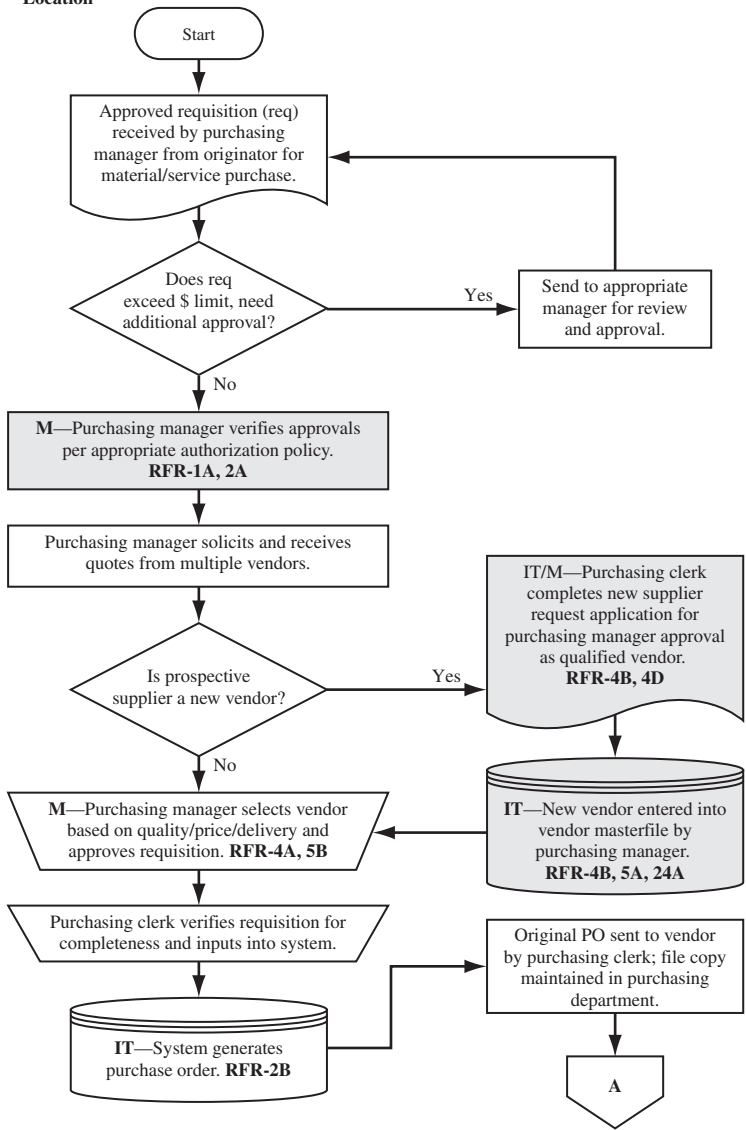 Location
Start
Approved requisition (req)
received by purchasing
manager from originator for
material/service purchase.
Does req
exceed $ limit, need
additional approval?
Yes
Send to appropriate
manager for review
and approval.
No
M—Purchasing manager verifies approvals
per appropriate authorization policy.
RFR-1A, 2A
Purchasing manager solicits and receives
quotes from multiple vendors.
Is prospective
supplier a new vendor?
Yes
IT/M—Purchasing clerk
completes new supplier
request application for
purchasing manager approval
as qualified vendor.
RFR-4B, 4D
No
IT—New vendor entered into
vendor masterfile by
purchasing manager.
RFR-4B, 5A, 24A
M—Purchasing manager selects vendor
based on quality/price/delivery and
approves requisition. RFR-4A, 5B
Purchasing clerk verifies requisition for
completeness and inputs into system.
IT—System generates
purchase order. RFR-2B
Original PO sent to vendor
by purchasing clerk; file copy
maintained in purchasing
department.
A